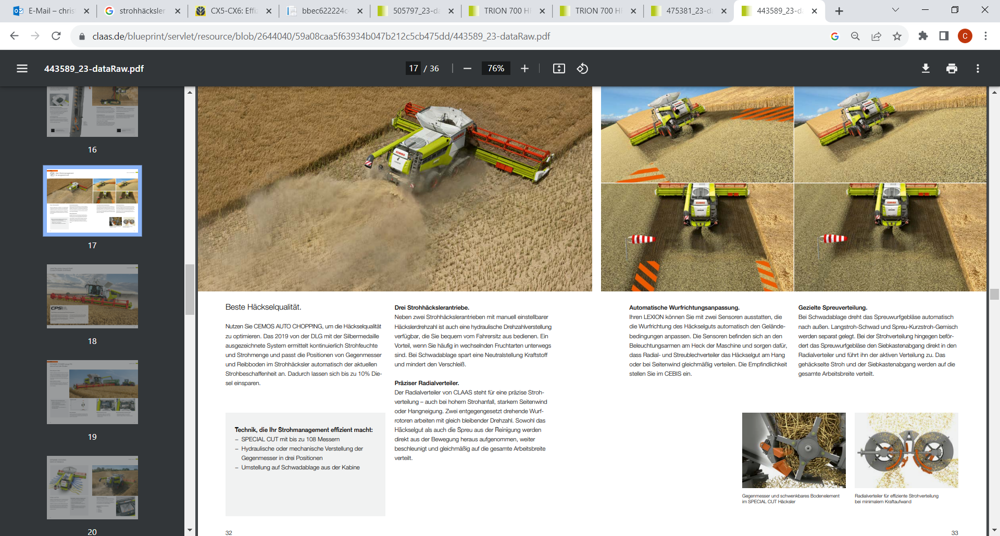 E-Mail – chris
strohhäcksler
CX5-CX6: Effi
bbec622224c
505797_23-d
TRION 700 H
TRION 700 H
475381_23-d
443589_23-d
claas.de/blueprint/servlet/resource/blob/2644040/59a08caa5f63934b047b212c5cb475dd/443589_23-dataRaw.pdf
C
443589_23-dataRaw.pdf
17 / 36
76%
16
17
18
19
20
CPS
CLAAS
CLAAS
CLAAS
CLAAS
Beste Häckselqualität.
Nutzen Sie CEMOS AUTO CHOPPING, um die Häckselqualität
zu optimieren. Das 2019 von der DLG mit der Silbermedaille
ausgezeichnete System ermittelt kontinuierlich Strohfeuchte
und Strohmenge und passt die Positionen von Gegenmesser
und Reibboden im Strohhäcksler automatisch der aktuellen
Strohbeschaffenheit an. Dadurch lassen sich bis zu 10% Die-
sel einsparen.
Technik, die Ihr Strohmanagement effizient macht:
– SPECIAL CUT mit bis zu 108 Messern
– Hydraulische oder mechanische Verstellung der
Gegenmesser in drei Positionen
– Umstellung auf Schwadablage aus der Kabine
Drei Strohhäckslerantriebe.
Neben zwei Strohhäckslerantrieben mit manuell einstellbarer
Häckslerdrehzahl ist auch eine hydraulische Drehzahlverstellung
verfügbar, die Sie bequem vom Fahrersitz aus bedienen. Ein
Vorteil, wenn Sie häufig in wechselnden Fruchtarten unterwegs
sind. Bei Schwadablage spart eine Neutralstellung Kraftstoff
und mindert den Verschleiß.
Präziser Radialverteiler.
Der Radialverteiler von CLAAS steht für eine präzise Stroh-
verteilung – auch bei hohem Strohanfall, starkem Seitenwind
oder Hangneigung. Zwei entgegengesetzt drehende Wurf-
rotoren arbeiten mit gleich bleibender Drehzahl. Sowohl das
Häckselgut als auch die Spreu aus der Reinigung werden
direkt aus der Bewegung heraus aufgenommen, weiter
beschleunigt und gleichmäßig auf die gesamte Arbeitsbreite
verteilt.
Automatische Wurfrichtungsanpassung.
Ihren LEXION können Sie mit zwei Sensoren ausstatten, die
die Wurfrichtung des Häckselguts automatisch den Gelände-
bedingungen anpassen. Die Sensoren befinden sich an den
Beleuchtungsarmen am Heck der Maschine und sorgen dafür,
dass Radial- und Streublechverteiler das Häckselgut am Hang
oder bei Seitenwind gleichmäßig verteilen. Die Empfindlichkeit
stellen Sie im CEBIS ein.
Gezielte Spreuverteilung.
Bei Schwadablage dreht das Spreuwurfgebläse automatisch
nach außen. Langstroh-Schwad und Spreu-Kurzstroh-Gemisch
werden separat gelegt. Bei der Strohverteilung hingegen beför-
dert das Spreuwurfgebläse den Siebkastenabgang direkt in den
Radialverteiler und führt ihn der aktiven Verteilung zu. Das
gehäckselte Stroh und der Siebkastenabgang werden auf die
gesamte Arbeitsbreite verteilt.
Gegenmesser und schwenkbares Bodenelement
im SPECIAL CUT Häcksler
Radialverteiler für effiziente Strohverteilung
bei minimalem Kraftaufwand
32
33